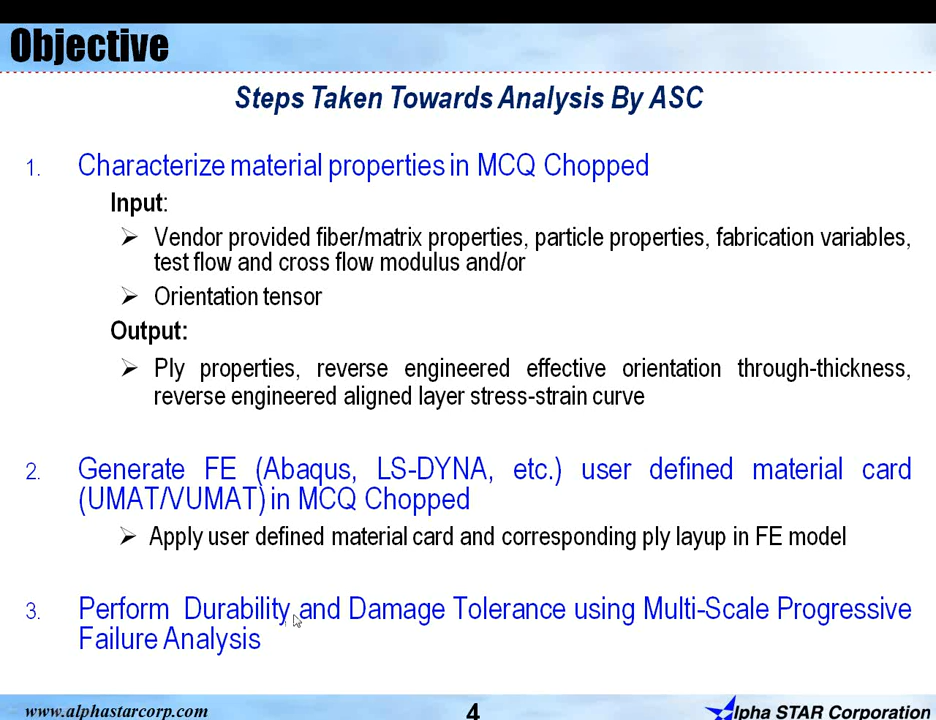 Objective
Steps Taken Towards Analysis By ASC
1. Characterize material properties in MCQ Chopped
Input:
➢ Vendor provided fiber/matrix properties, particle properties, fabrication variables,
test flow and cross flow modulus and/or
➢ Orientation tensor
Output:
➢ Ply properties, reverse engineered effective orientation through-thickness,
reverse engineered aligned layer stress-strain curve
2. Generate FE (Abaqus, LS-DYNA, etc.) user defined material card
(UMAT/VUMAT) in MCQ Chopped
➢ Apply user defined material card and corresponding ply layup in FE model
3. Perform Durability and Damage Tolerance using Multi-Scale Progressive
Failure Analysis
www.alphastarcorp.com
4
lpha STAR Corporation